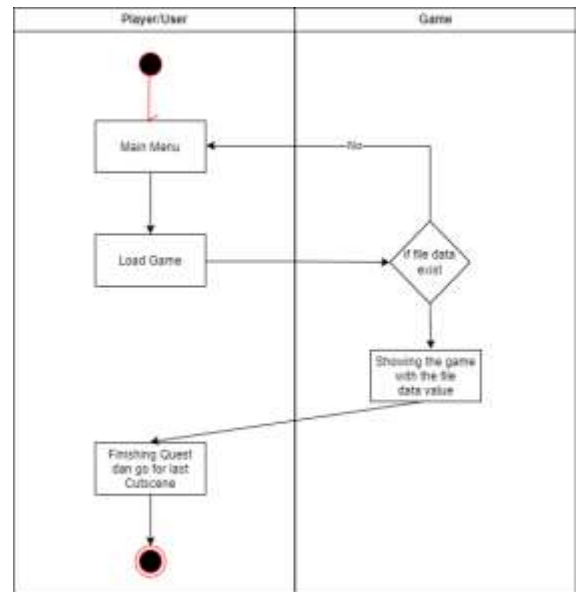 Player/User
Game
Main Menu
No
Load Game
if file data
exist
Showing the game
with the file
data value
Finishing Quest
dan go for last
Cutscene